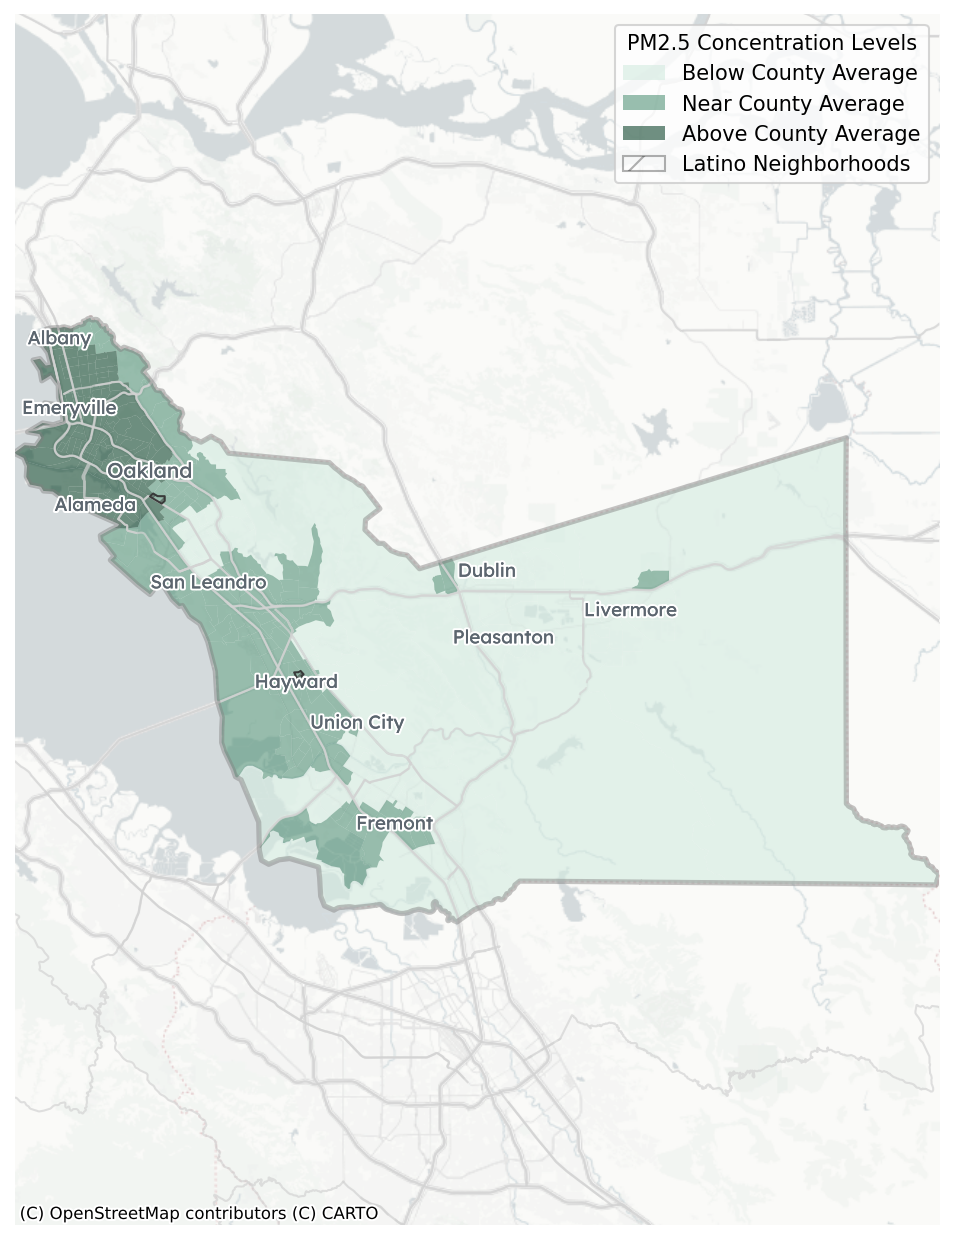 PM2.5 Concentration Levels
Below County Average
Near County Average
Above County Average
Latino Neighborhoods
Albany
Emeryville
Oakland
Alameda
Dublin
San Leandro
Livermore
Pleasanton
Hayward
Union City
Fremont
(C) OpenStreetMap contributors (C) CARTO